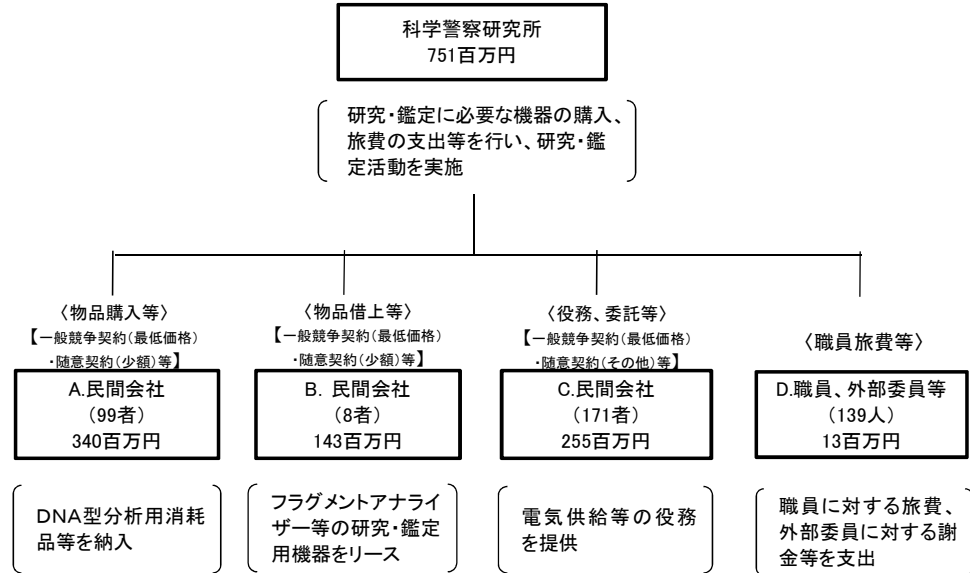 科学警察研究所
751百万円
研究・鑑定に必要な機器の購入、
旅費の支出等を行い、研究・鑑
定活動を実施
〈物品購入等〉
【一般競争契約(最低価格)
・随意契約(少額)等】
A.民間会社
(99者)
340百万円
DNA型分析用消耗
品等を納入
〈物品借上等〉
【一般競争契約(最低価格)
・随意契約(少額)等】
B. 民間会社
(8者)
143百万円
フラグメントアナライ
ザー等の研究・鑑定
用機器をリース
〈役務、委託等〉
【一般競争契約(最低価格)
・随意契約(その他)等】
C.民間会社
(171者)
255百万円
電気供給等の役務
を提供
〈職員旅費等〉
D.職員、外部委員等
(139人)
13百万円
職員に対する旅費、
外部委員に対する謝
金等を支出